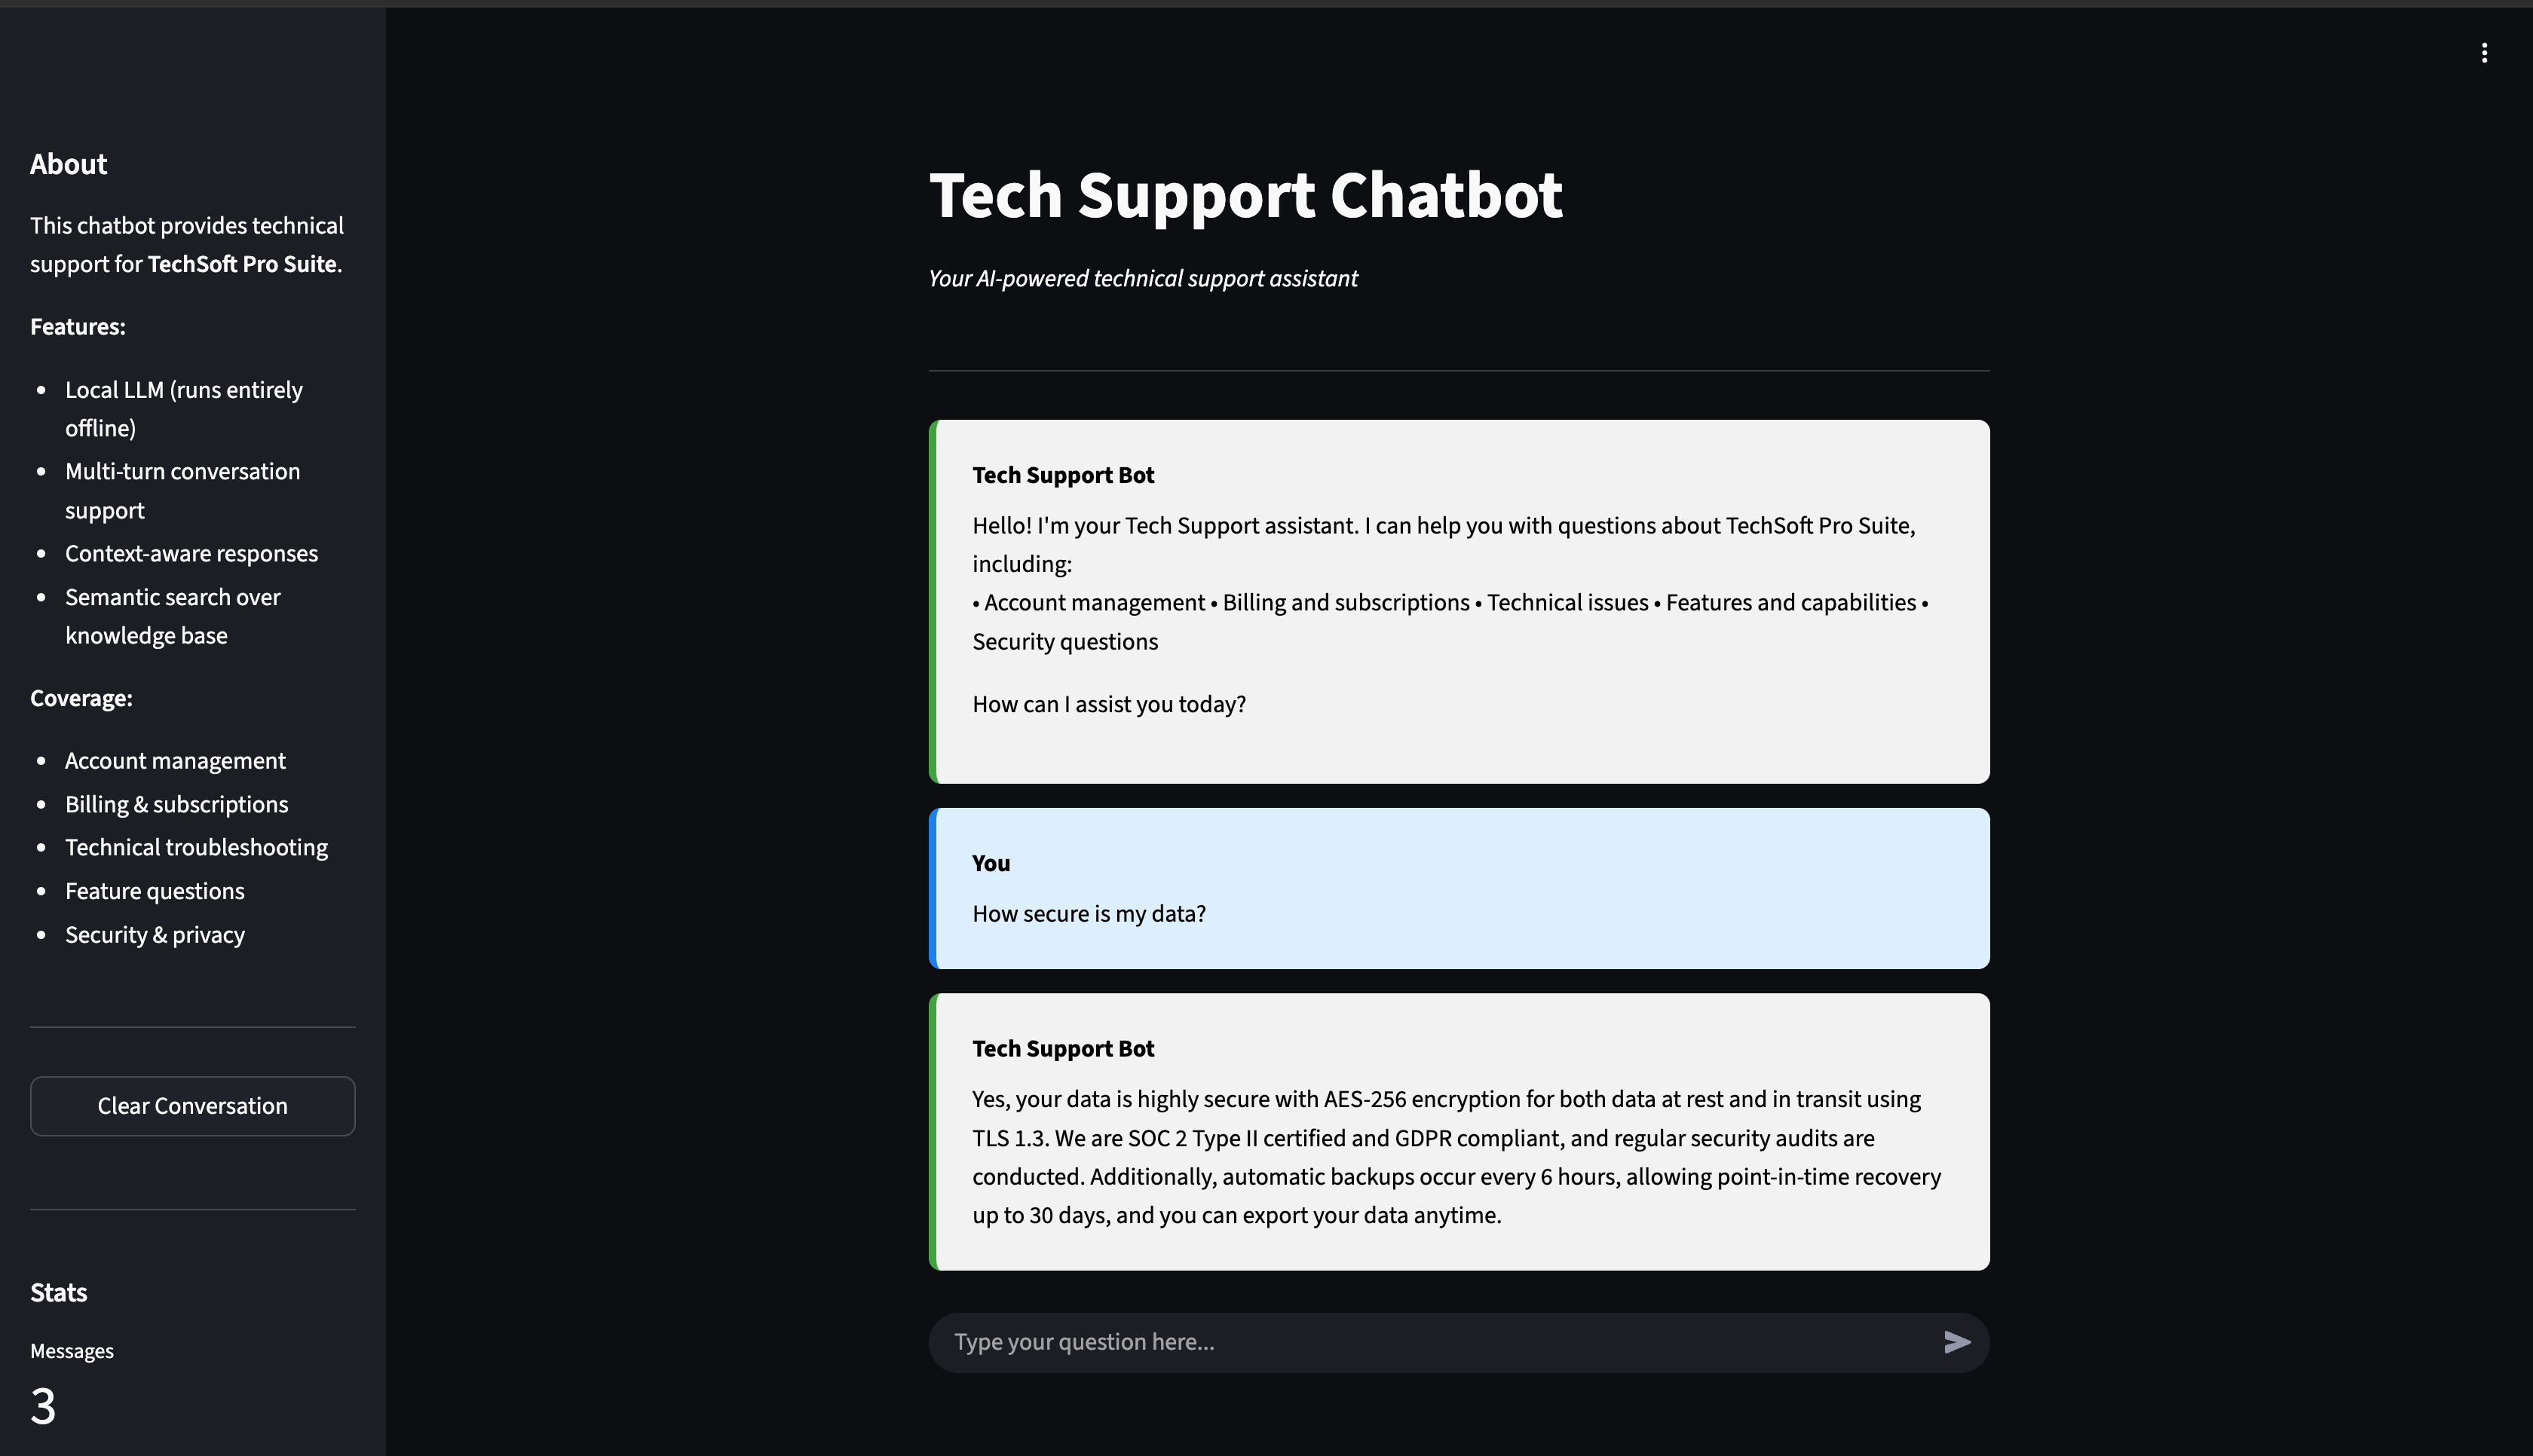 About
This chatbot provides technical
support for TechSoft Pro Suite.
Features:
• Local LLM (runs entirely
offline)
• Multi-turn conversation
support
• Context-aware responses
• Semantic search over
knowledge base
Coverage:
• Account management
• Billing & subscriptions
• Technical troubleshooting
• Feature questions
• Security & privacy
Clear Conversation
Stats
Messages
3
Tech Support Chatbot
Your AI-powered technical support assistant
Tech Support Bot
Hello! I'm your Tech Support assistant. I can help you with questions about TechSoft Pro Suite,
including:
• Account management • Billing and subscriptions • Technical issues • Features and capabilities •
Security questions
How can I assist you today?
You
How secure is my data?
Tech Support Bot
Yes, your data is highly secure with AES-256 encryption for both data at rest and in transit using
TLS 1.3. We are SOC 2 Type II certified and GDPR compliant, and regular security audits are
conducted. Additionally, automatic backups occur every 6 hours, allowing point-in-time recovery
up to 30 days, and you can export your data anytime.
Type your question here...